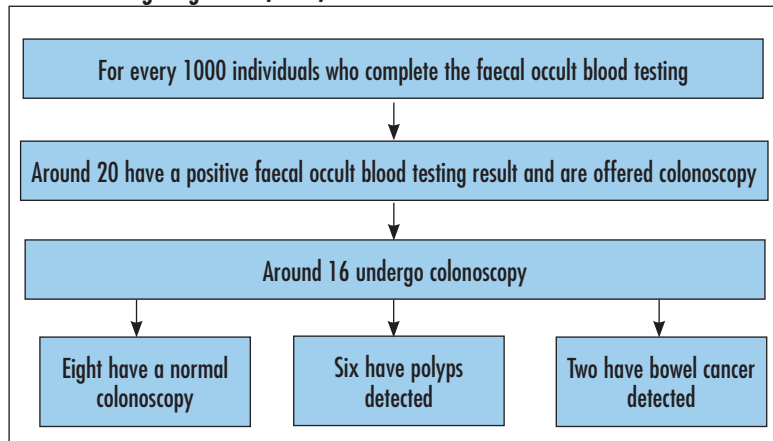 For every 1000 individuals who complete the faecal occult blood testing
Around 20 have a positive faecal occult blood testing result and are offered colonoscopy
Around 16 undergo colonoscopy
Eight have a normal
colonoscopy
Six have polyps
detected
Two have bowel cancer
detected